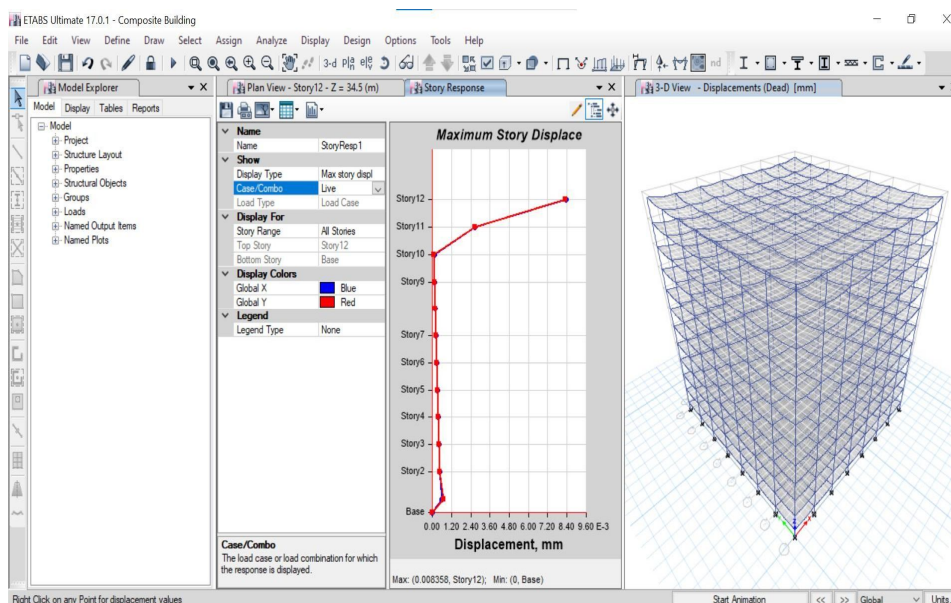 ETABS Ultimate 17.0.1 - Composite Building
File Edit View Define Draw Select Assign Analyze Display Design Options Tools Help
3-d nd
Model Explorer
Model Display Tables Reports
Model
Project
Structure Layout
Properties
Structural Objects
Groups
Loads
Named Output Items
Named Plots
Plan View - Story12 - Z = 34.5 (m)
Story Response
Name
Name StoryResp1
Show
Display Type Max story displ
Case/Combo Live
Load Type Load Case
Display For
Story Range All Stories
Top Story Story12
Bottom Story Base
Display Colors
Global X Blue
Global Y Red
Legend
Legend Type None
Case/Combo
The load case or load combination for which
the response is displayed.
Maximum Story Displace
Story12
Story11
Story10
Story9
Story7
Story6
Story5
Story4
Story3
Story2
Base
0.00 1.20 2.40 3.60 4.80 6.00 7.20 8.40 9.60 E-3
Displacement, mm
Max: (0.008358, Story12); Min: (0, Base)
3-D View - Displacements (Dead) [mm]
Right Click on any Point for displacement values
Start Animation << >> Global Units